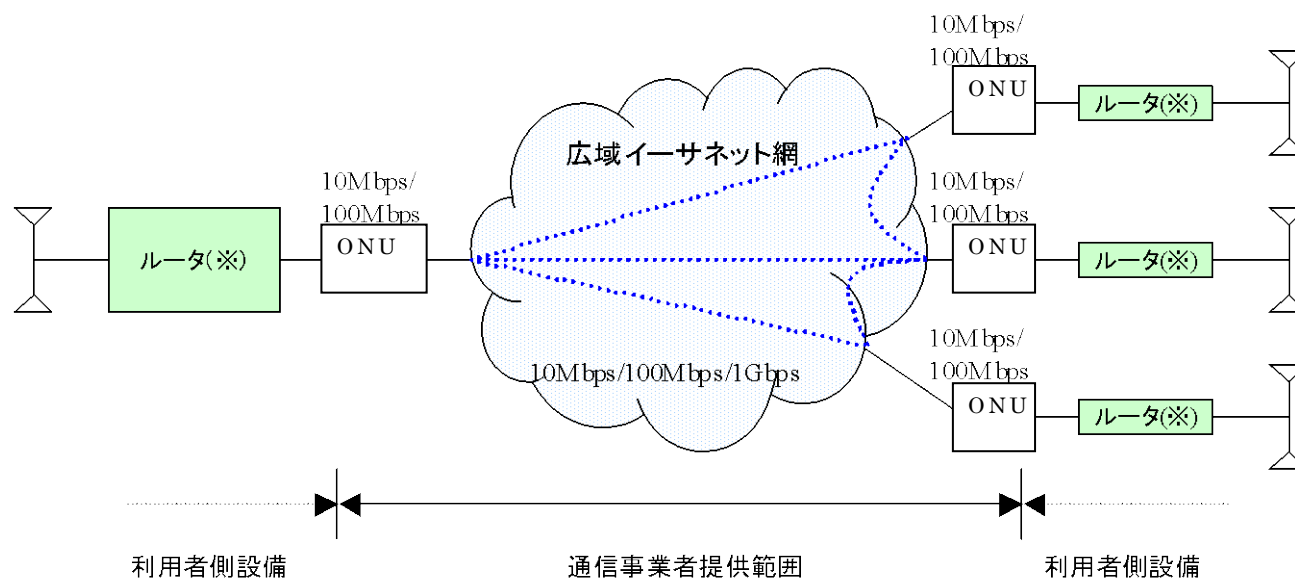 10Mbps/
100Mbps
ONU
ルータ(※)
広域イーサネット網
10Mbps/
100Mbps
ONU
ルータ(※)
10Mbps/
100Mbps
ONU
ルータ(※)
10Mbps/
100Mbps
ONU
ルータ(※)
10Mbps/100Mbps/1Gbps
利用者側設備
通信事業者提供範囲
利用者側設備